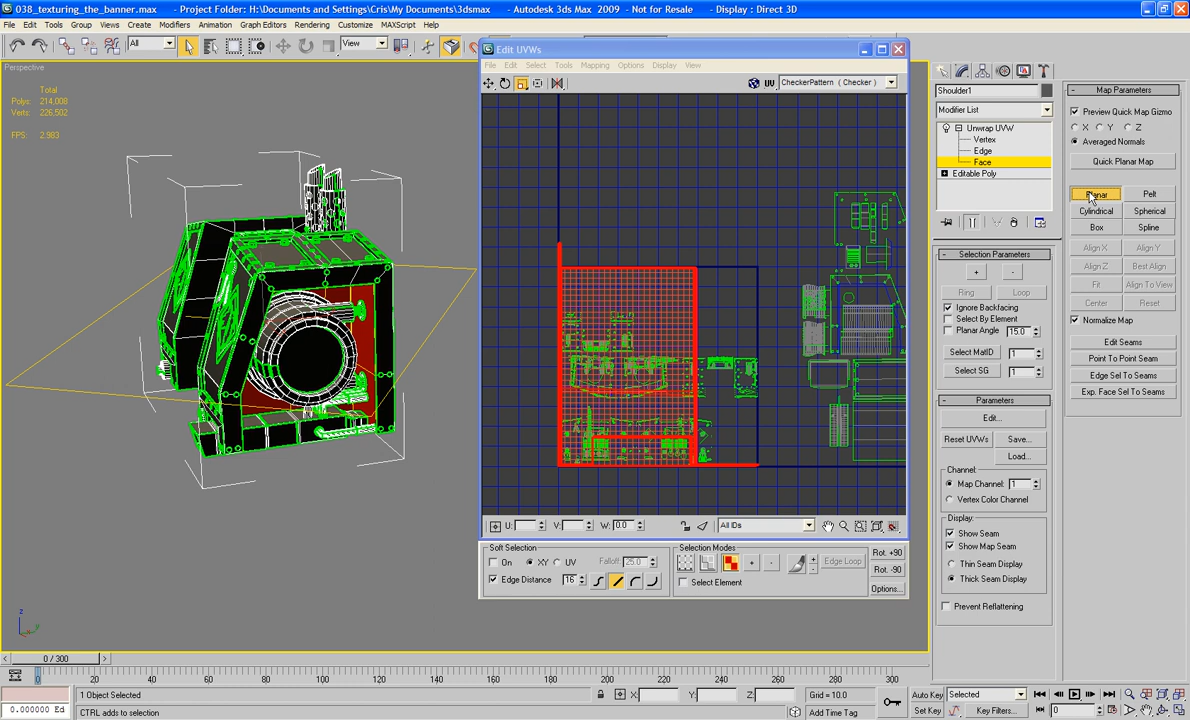 038_texturing_the_banner.max - Project Folder: H:\Documents and Settings\Cris\My Documents\3dsmax - Autodesk 3ds Max 2009 - Not for Resale - Display : Direct 3D
File Edit Tools Group Views Create Modifiers Animation Graph Editors Rendering Customize MAXScript Help
All View
Perspective
Total
Polys: 214,008
Verts: 226,502
FPS: 2.983
z
y
Edit UVWs
File Edit Select Tools Mapping Options Display View
UV CheckerPattern ( Checker )
U: V: W: 0.0 All IDs
Soft Selection
On XY UV Falloff: 25.0
Edge Distance 16
Selection Modes
+ - Edge Loop
Select Element
Rot. +90
Rot. -90
Options...
Shoulder1
Modifier List
Unwrap UVW
Vertex
Edge
Face
Editable Poly
Selection Parameters
+ -
Ring Loop
Ignore Backfacing
Select By Element
Planar Angle 15.0
Select MatID 1
Select SG 1
Parameters
Edit...
Reset UVWs Save...
Load...
Channel:
Map Channel: 1
Vertex Color Channel
Display:
Show Seam
Show Map Seam
Thin Seam Display
Thick Seam Display
Prevent Reflattening
Map Parameters
Preview Quick Map Gizmo
X Y Z
Averaged Normals
Quick Planar Map
Planar Pelt
Cylindrical Spherical
Box Spline
Align X Align Y
Align Z Best Align
Fit Align To View
Center Reset
Normalize Map
Edit Seams
Point To Point Seam
Edge Sel To Seams
Exp. Face Sel To Seams
0 / 300
0 20 40 60 80 100 120 140 160 180 200 220 240 260 280 300
1 Object Selected X: Y: Z: Grid = 10.0 Auto Key Selected
0.000000 Ed CTRL adds to selection Add Time Tag Set Key Key Filters... 0